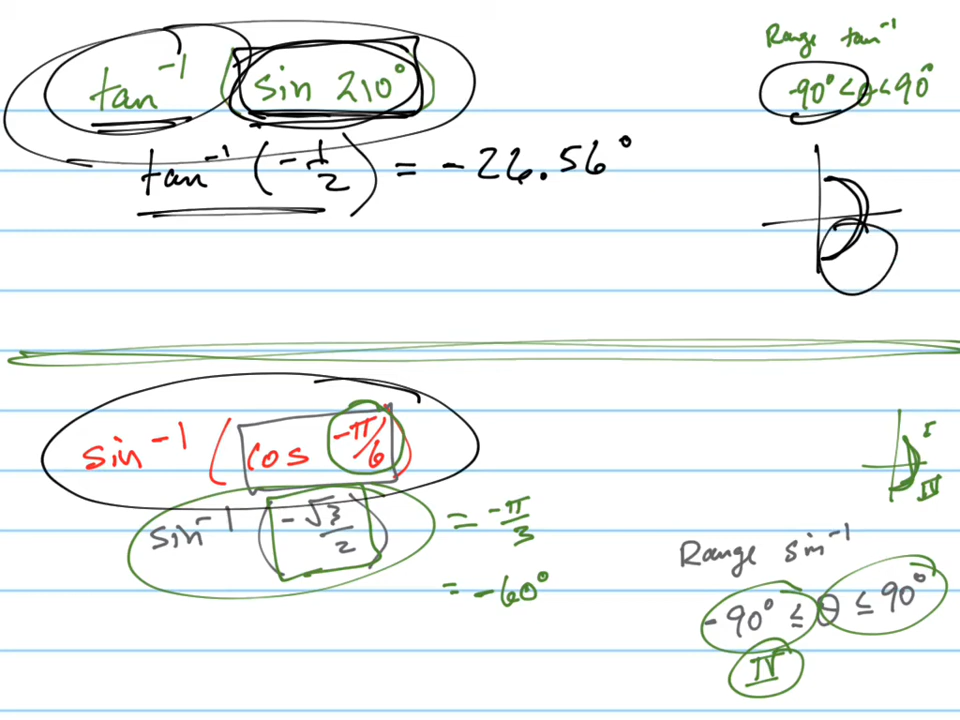 tan⁻¹ (sin 210°)
tan⁻¹ (-1/2) = -26.56°
Range tan⁻¹
-90° < θ < 90°
sin⁻¹ (cos -π/6)
sin⁻¹ (-√3/2) = -π/3
= -60°
I
IV
Range sin⁻¹
-90° ≤ θ ≤ 90°
IV